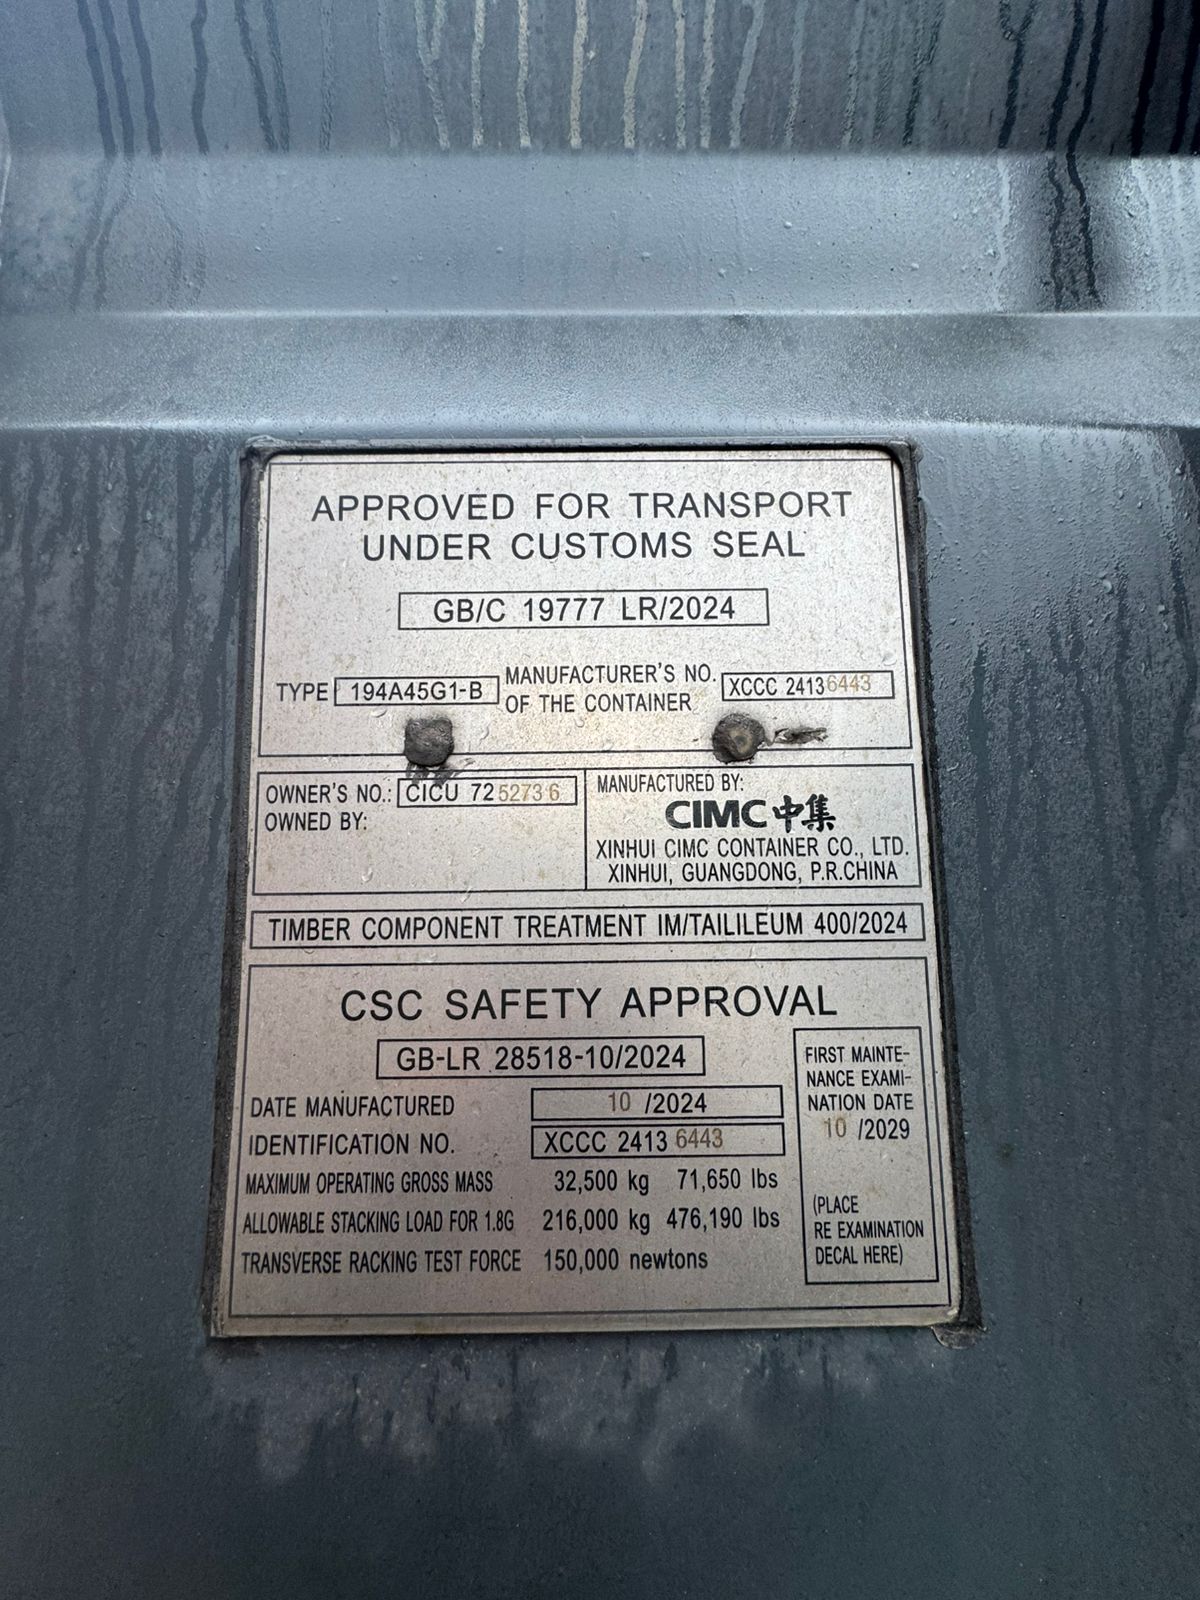 APPROVED FOR TRANSPORT
UNDER CUSTOMS SEAL
GB/C 19777 LR/2024
TYPE 194A45G1-B
MANUFACTURER'S NO.
OF THE CONTAINER
XCCC 24136443
OWNER'S NO.: CICU 7252736
OWNED BY:
MANUFACTURED BY:
CIMC中集
XINHUI CIMC CONTAINER CO., LTD.
XINHUI, GUANGDONG, P.R.CHINA
TIMBER COMPONENT TREATMENT IM/TAILILEUM 400/2024
CSC SAFETY APPROVAL
GB-LR 28518-10/2024
DATE MANUFACTURED 10 /2024
IDENTIFICATION NO. XCCC 2413 6443
MAXIMUM OPERATING GROSS MASS 32,500 kg 71,650 lbs
ALLOWABLE STACKING LOAD FOR 1.8G 216,000 kg 476,190 lbs
TRANSVERSE RACKING TEST FORCE 150,000 newtons
FIRST MAINTE-
NANCE EXAMI-
NATION DATE
10 /2029
(PLACE
RE EXAMINATION
DECAL HERE)